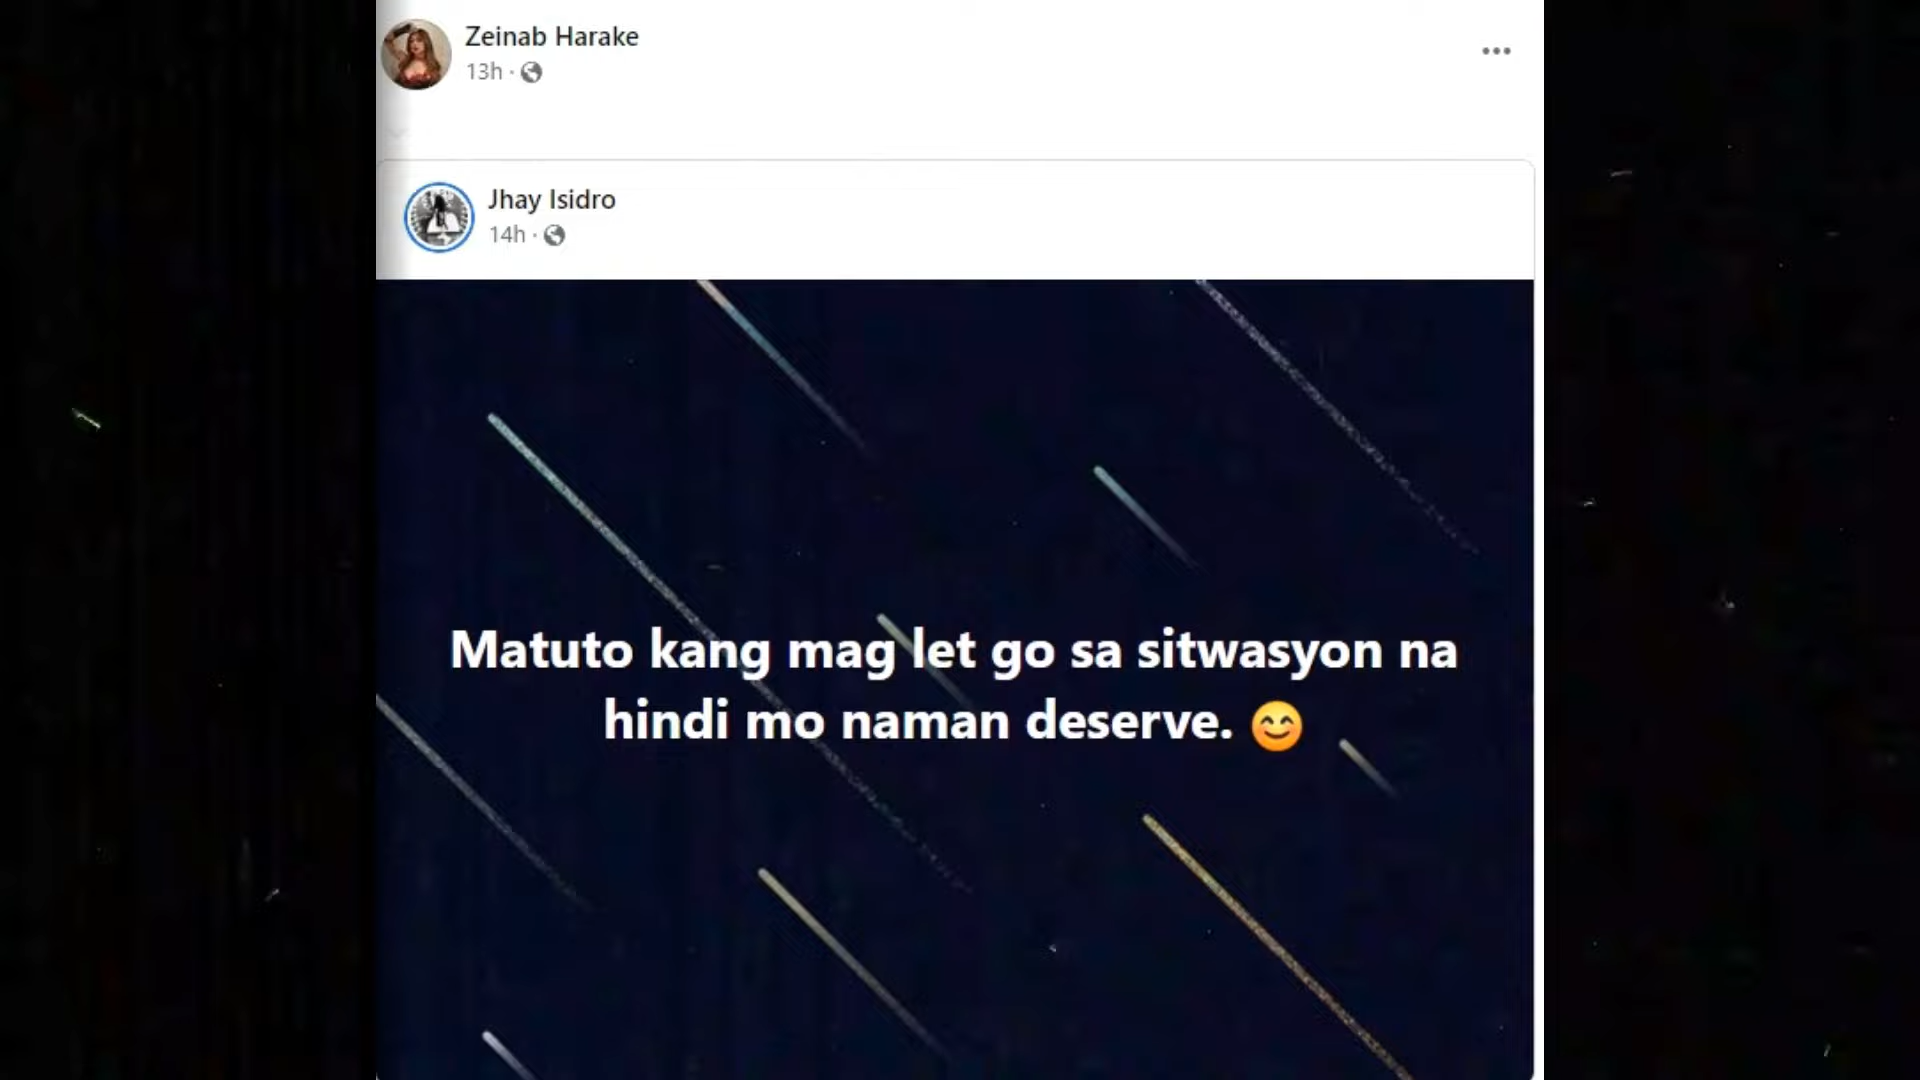 Zeinab Harake
13h ·
Jhay Isidro
14h ·
Matuto kang mag let go sa sitwasyon na
hindi mo naman deserve. 😊